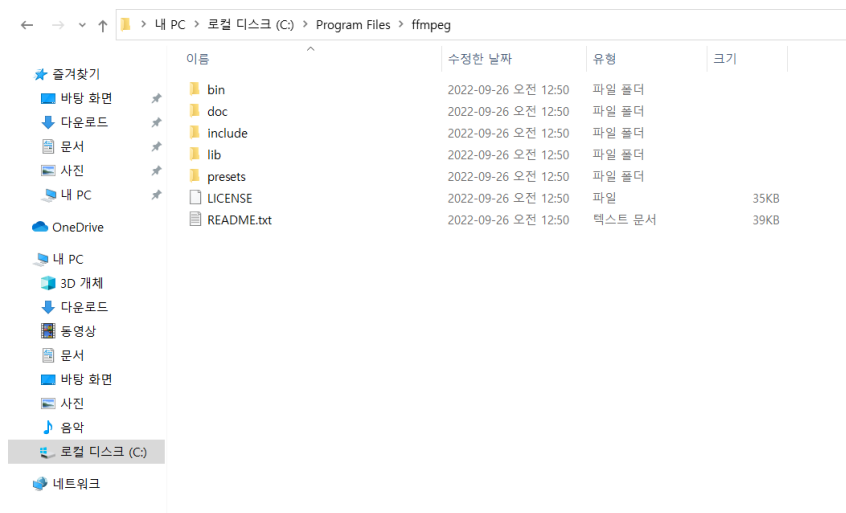 내 PC 로컬 디스크 (C:) Program Files ffmpeg
이름 수정한 날짜 유형 크기
즐겨찾기
바탕 화면
다운로드
문서
사진
내 PC
OneDrive
내 PC
3D 개체
다운로드
동영상
문서
바탕 화면
사진
음악
로컬 디스크 (C:)
네트워크
bin 2022-09-26 오전 12:50 파일 폴더
doc 2022-09-26 오전 12:50 파일 폴더
include 2022-09-26 오전 12:50 파일 폴더
lib 2022-09-26 오전 12:50 파일 폴더
presets 2022-09-26 오전 12:50 파일 폴더
LICENSE 2022-09-26 오전 12:50 파일 35KB
README.txt 2022-09-26 오전 12:50 텍스트 문서 39KB